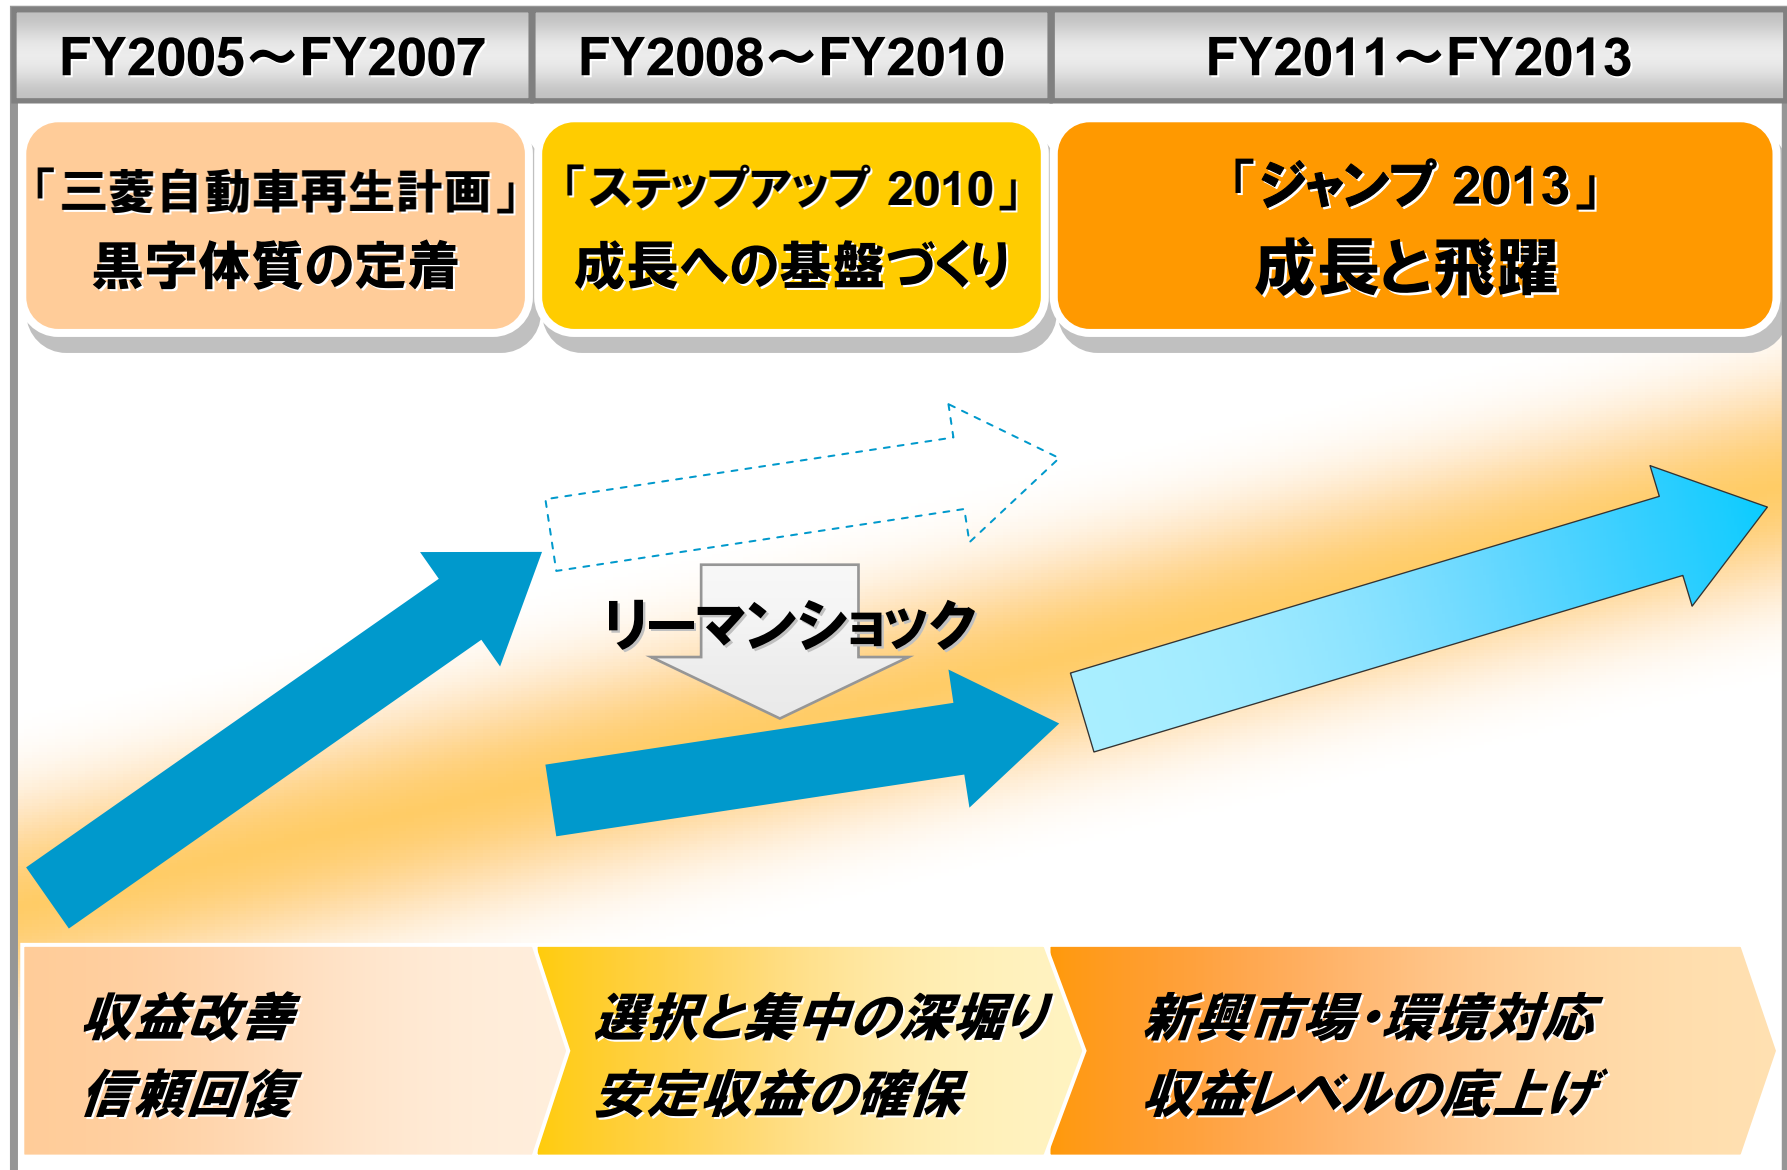 FY2005～FY2007
FY2008～FY2010
FY2011～FY2013
「三菱自動車再生計画」
黒字体質の定着
「ステップアップ 2010」
成長への基盤づくり
「ジャンプ 2013」
成長と飛躍
リーマンショック
収益改善
信頼回復
選択と集中の深堀り
安定収益の確保
新興市場・環境対応
収益レベルの底上げ